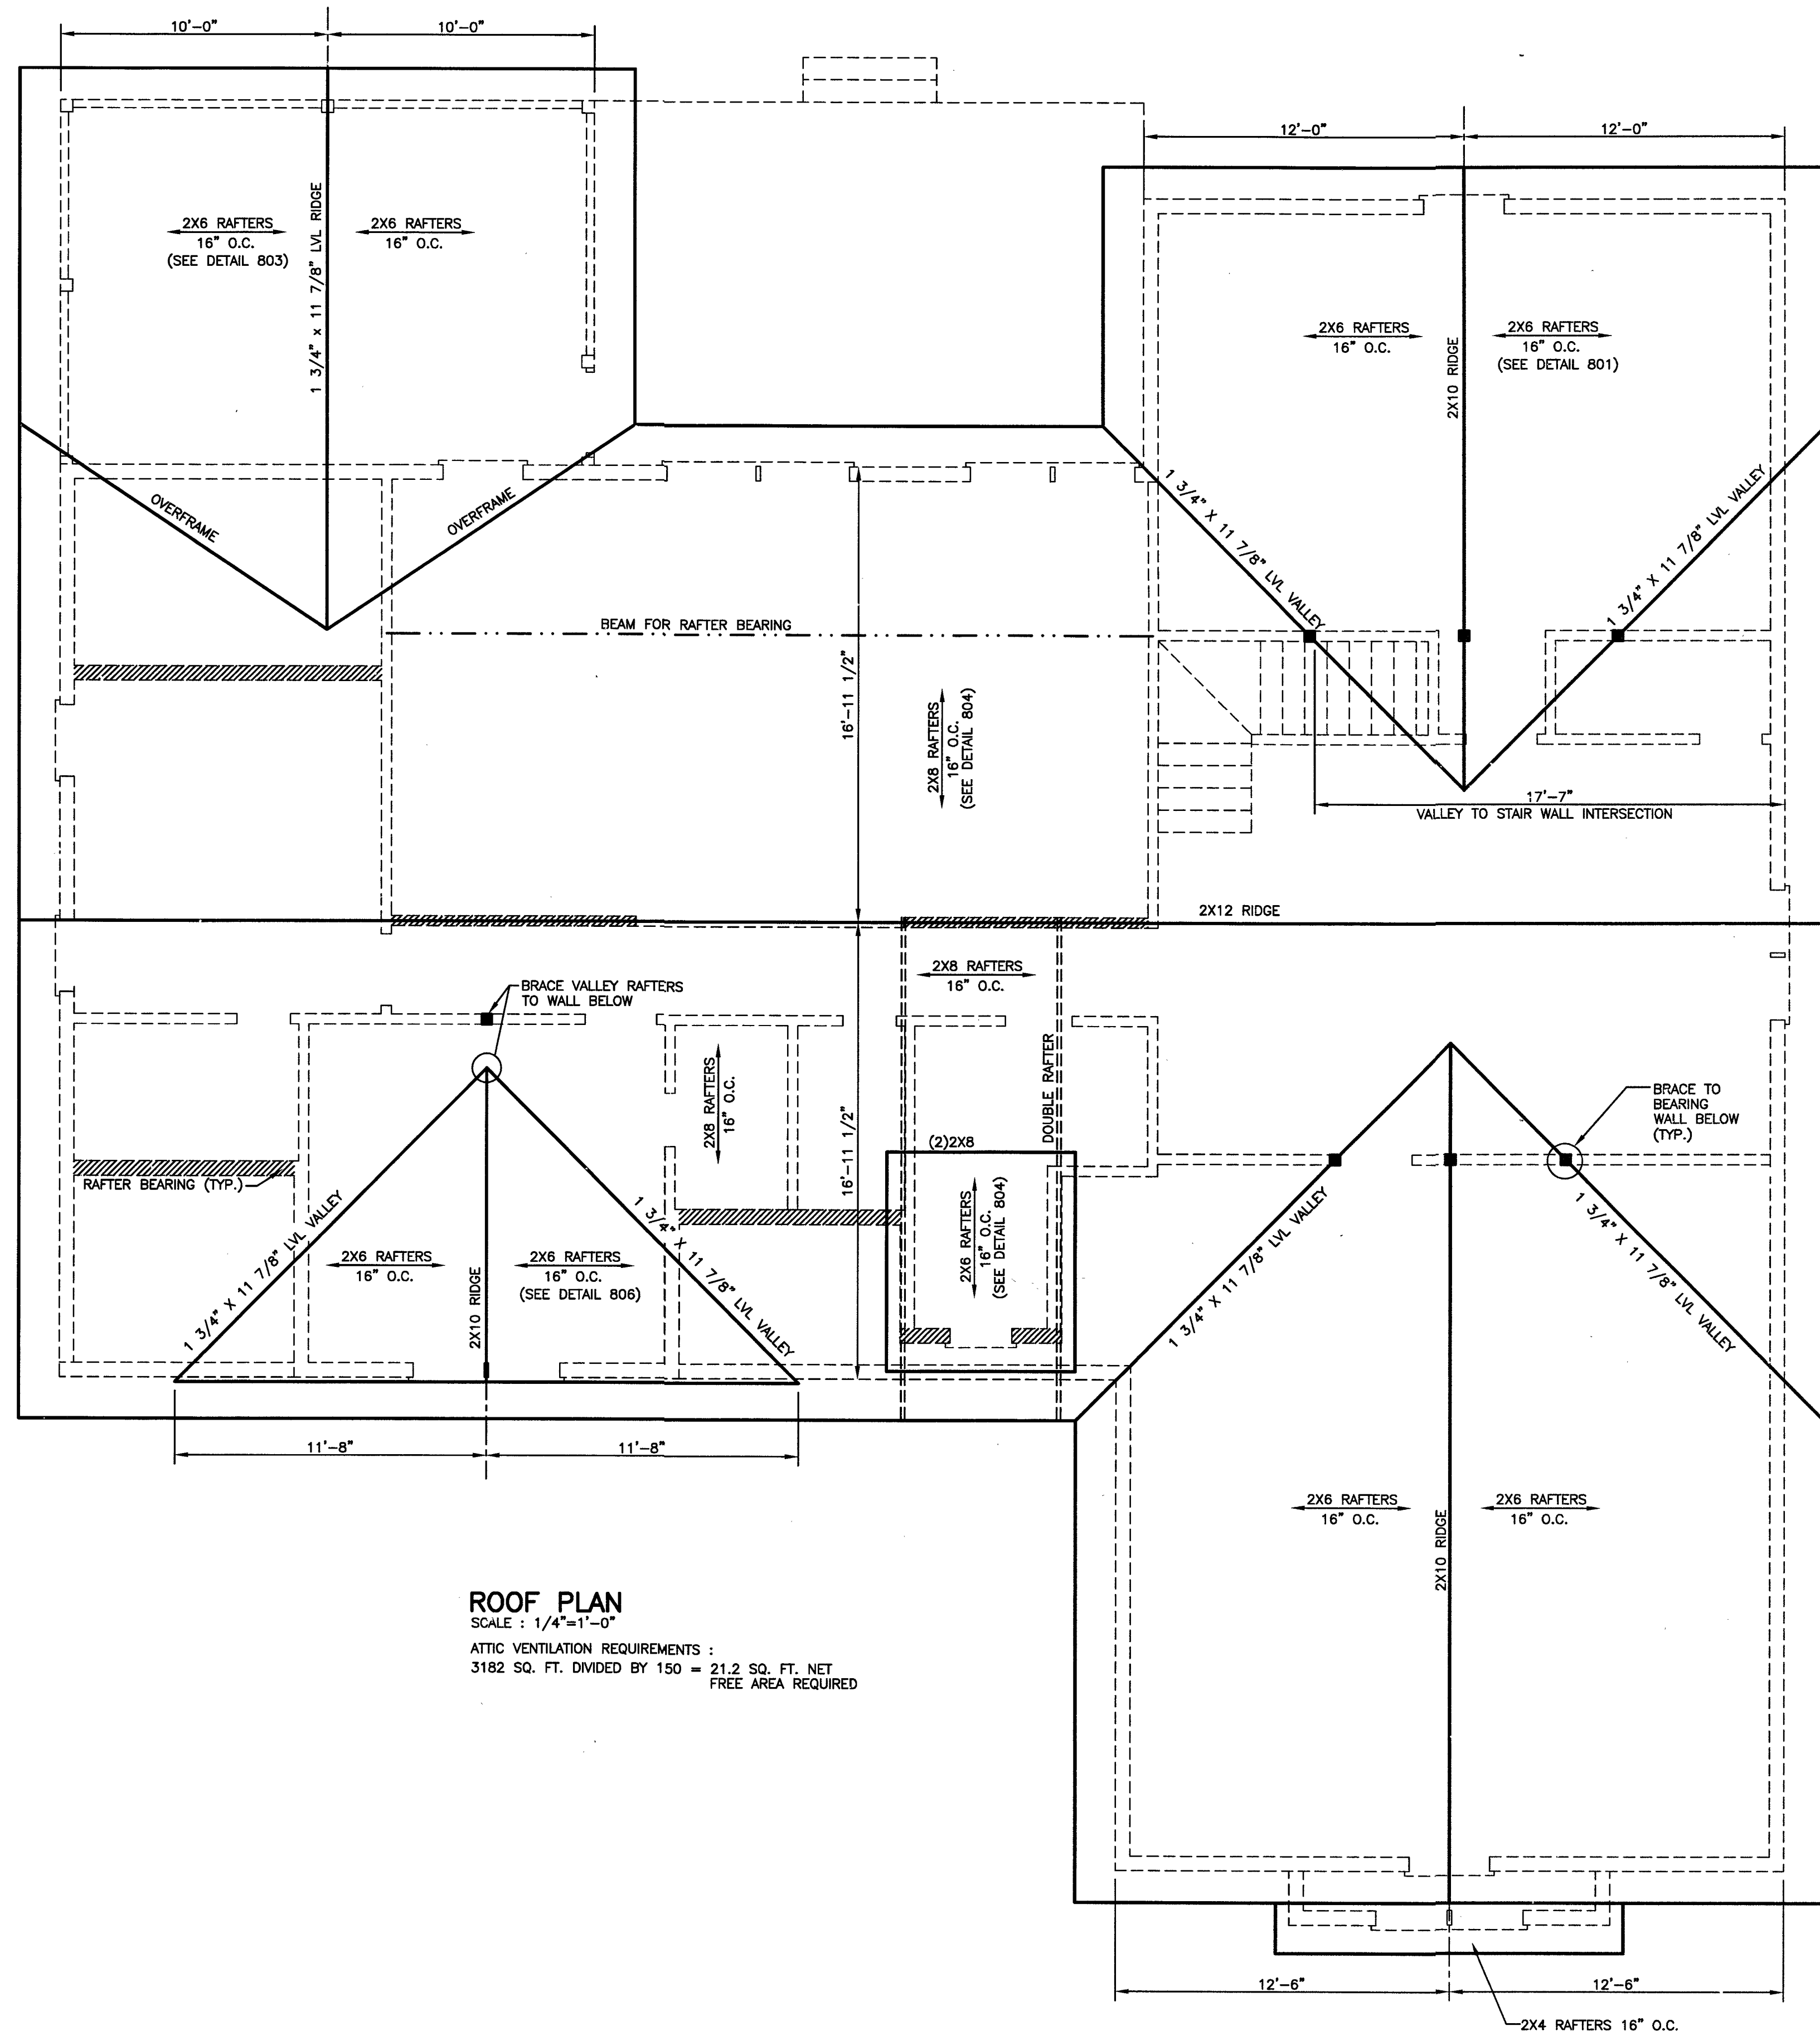 10'-0"
10'-0"
12'-0"
12'-0"
2X6 RAFTERS
16" O.C.
(SEE DETAIL 803)
1 3/4" x 11 7/8" LVL RIDGE
2X6 RAFTERS
16" O.C.
2X6 RAFTERS
16" O.C.
2X10 RIDGE
2X6 RAFTERS
16" O.C.
(SEE DETAIL 801)
OVERFRAME
OVERFRAME
1 3/4" X 11 7/8" LVL VALLEY
1 3/4" X 11 7/8" LVL VALLEY
BEAM FOR RAFTER BEARING
16'-11 1/2"
2X8 RAFTERS
16" O.C.
(SEE DETAIL 804)
17'-7"
VALLEY TO STAIR WALL INTERSECTION
2X12 RIDGE
BRACE VALLEY RAFTERS
TO WALL BELOW
2X8 RAFTERS
16" O.C.
2X8 RAFTERS
16" O.C.
DOUBLE RAFTER
16'-11 1/2"
(2)2X8
BRACE TO
BEARING
WALL BELOW
(TYP.)
RAFTER BEARING (TYP.)
1 3/4" X 11 7/8" LVL VALLEY
2X6 RAFTERS
16" O.C.
2X10 RIDGE
2X6 RAFTERS
16" O.C.
(SEE DETAIL 806)
1 3/4" X 11 7/8" LVL VALLEY
2X6 RAFTERS
16" O.C.
(SEE DETAIL 804)
1 3/4" X 11 7/8" LVL VALLEY
1 3/4" X 11 7/8" LVL VALLEY
11'-8"
11'-8"
2X6 RAFTERS
16" O.C.
2X10 RIDGE
2X6 RAFTERS
16" O.C.
ROOF PLAN
SCALE : 1/4"=1'-0"
ATTIC VENTILATION REQUIREMENTS :
3182 SQ. FT. DIVIDED BY 150 = 21.2 SQ. FT. NET
FREE AREA REQUIRED
12'-6"
12'-6"
2X4 RAFTERS 16" O.C.